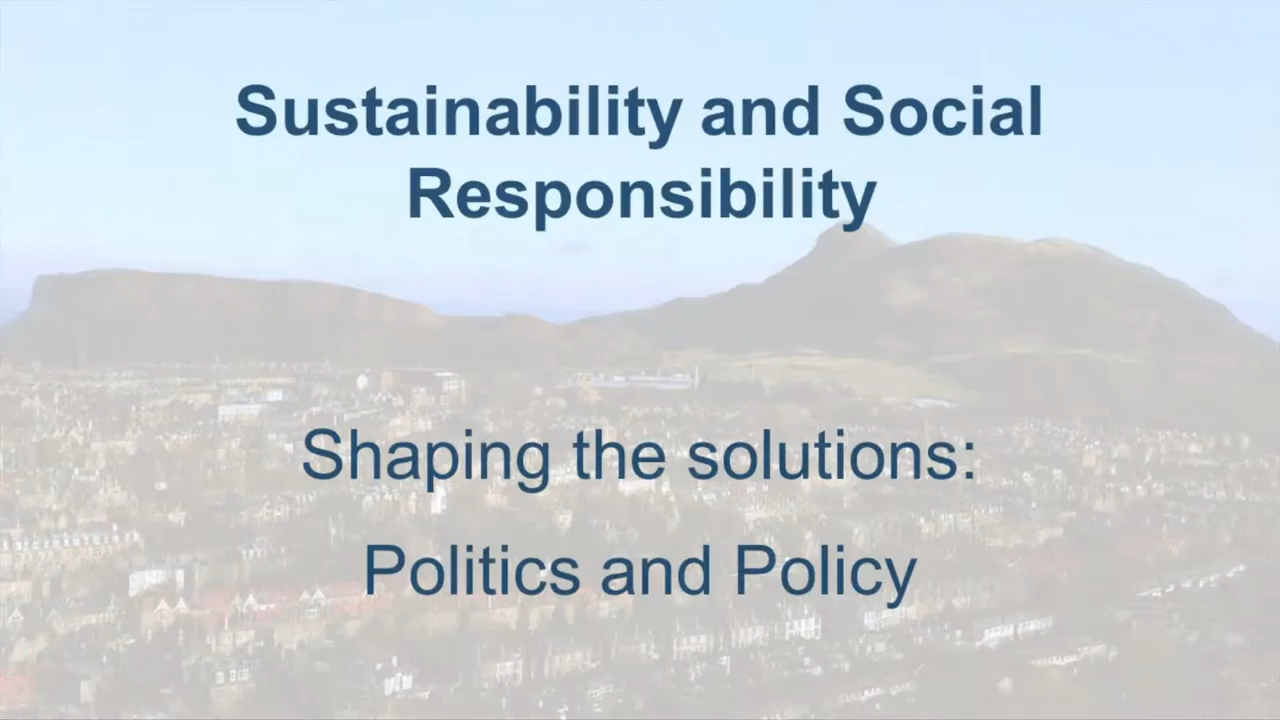 Sustainability and Social
Responsibility
Shaping the solutions:
Politics and Policy